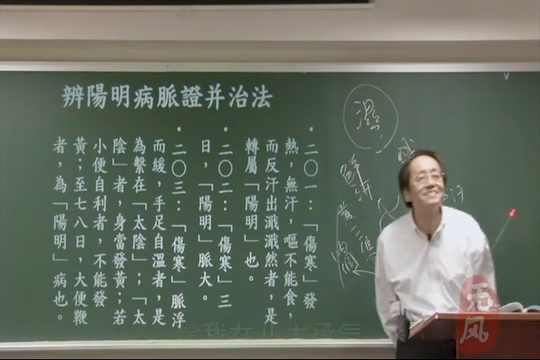 辨陽明病脈證并治法
• 二〇一：「傷寒」發
熱，無汗，嘔不能食，
而反汗出濈濈然者，是
轉屬「陽明」也。
• 二〇二：「傷寒」三
日，「陽明」脈大。
• 二〇三：「傷寒」脈浮
而緩，手足自溫者，是
為繫在「太陰」；「太
陰」者，身當發黃；若
小便自利者，不能發
黃；至七八日，大便鞕
者，為「陽明」病也。
濕
无风